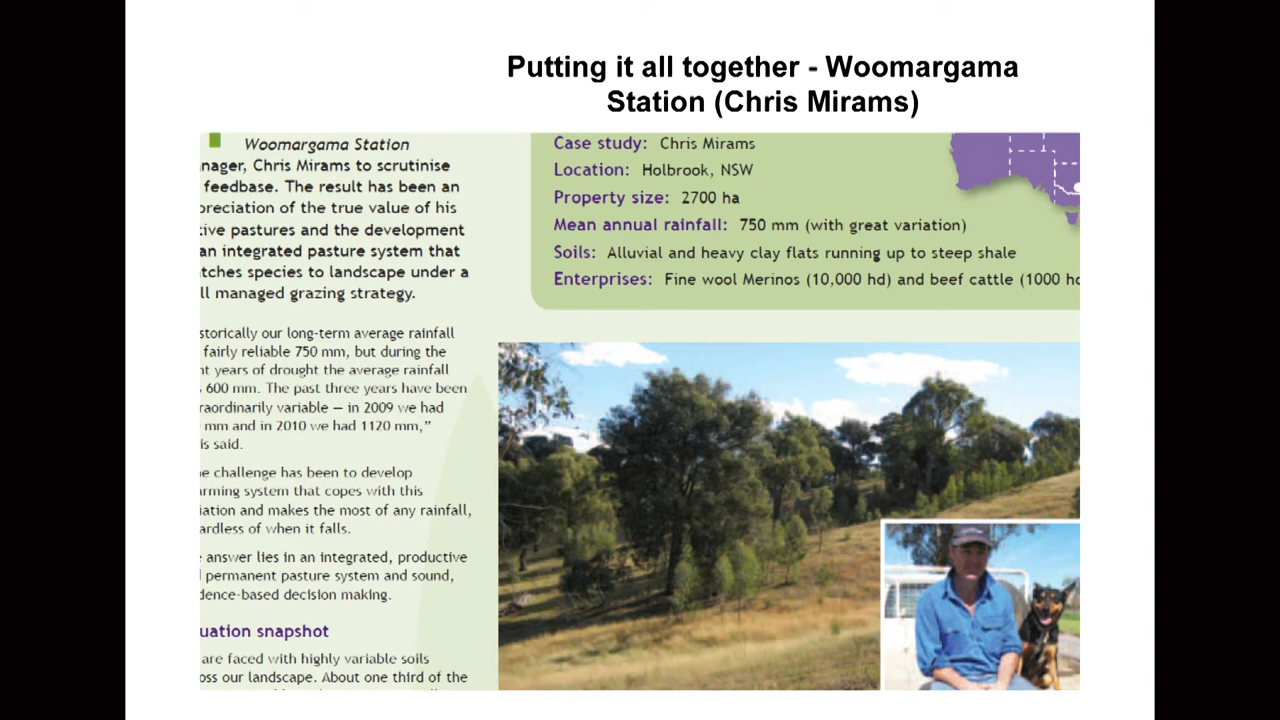 Putting it all together - Woomargama
Station (Chris Mirams)
Woomargama Station
nager, Chris Mirams to scrutinise
feedbase. The result has been an
preciation of the true value of his
tive pastures and the development
an integrated pasture system that
atches species to landscape under a
ll managed grazing strategy.
storically our long-term average rainfall
fairly reliable 750 mm, but during the
nt years of drought the average rainfall
600 mm. The past three years have been
raordinarily variable — in 2009 we had
mm and in 2010 we had 1120 mm,”
is said.
e challenge has been to develop
arming system that copes with this
iation and makes the most of any rainfall,
ardless of when it falls.
answer lies in an integrated, productive
permanent pasture system and sound,
dence-based decision making.
uation snapshot
are faced with highly variable soils
oss our landscape. About one third of the
Case study: Chris Mirams
Location: Holbrook, NSW
Property size: 2700 ha
Mean annual rainfall: 750 mm (with great variation)
Soils: Alluvial and heavy clay flats running up to steep shale
Enterprises: Fine wool Merinos (10,000 hd) and beef cattle (1000 h